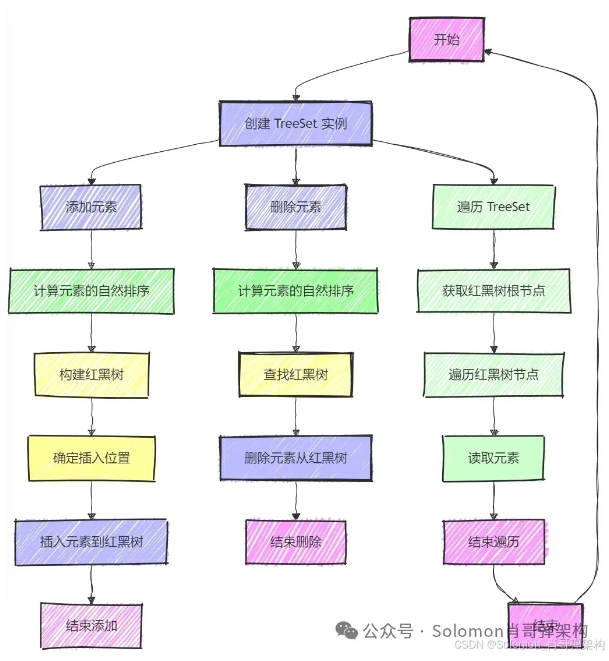 开始
创建 TreeSet 实例
添加元素
删除元素
遍历 TreeSet
计算元素的自然排序
计算元素的自然排序
获取红黑树根节点
构建红黑树
查找红黑树
遍历红黑树节点
确定插入位置
删除元素从红黑树
读取元素
插入元素到红黑树
结束删除
结束遍历
结束添加
结束
公众号 · Solomon肖哥弹架构
CSDN @Solomon_肖哥弹架构